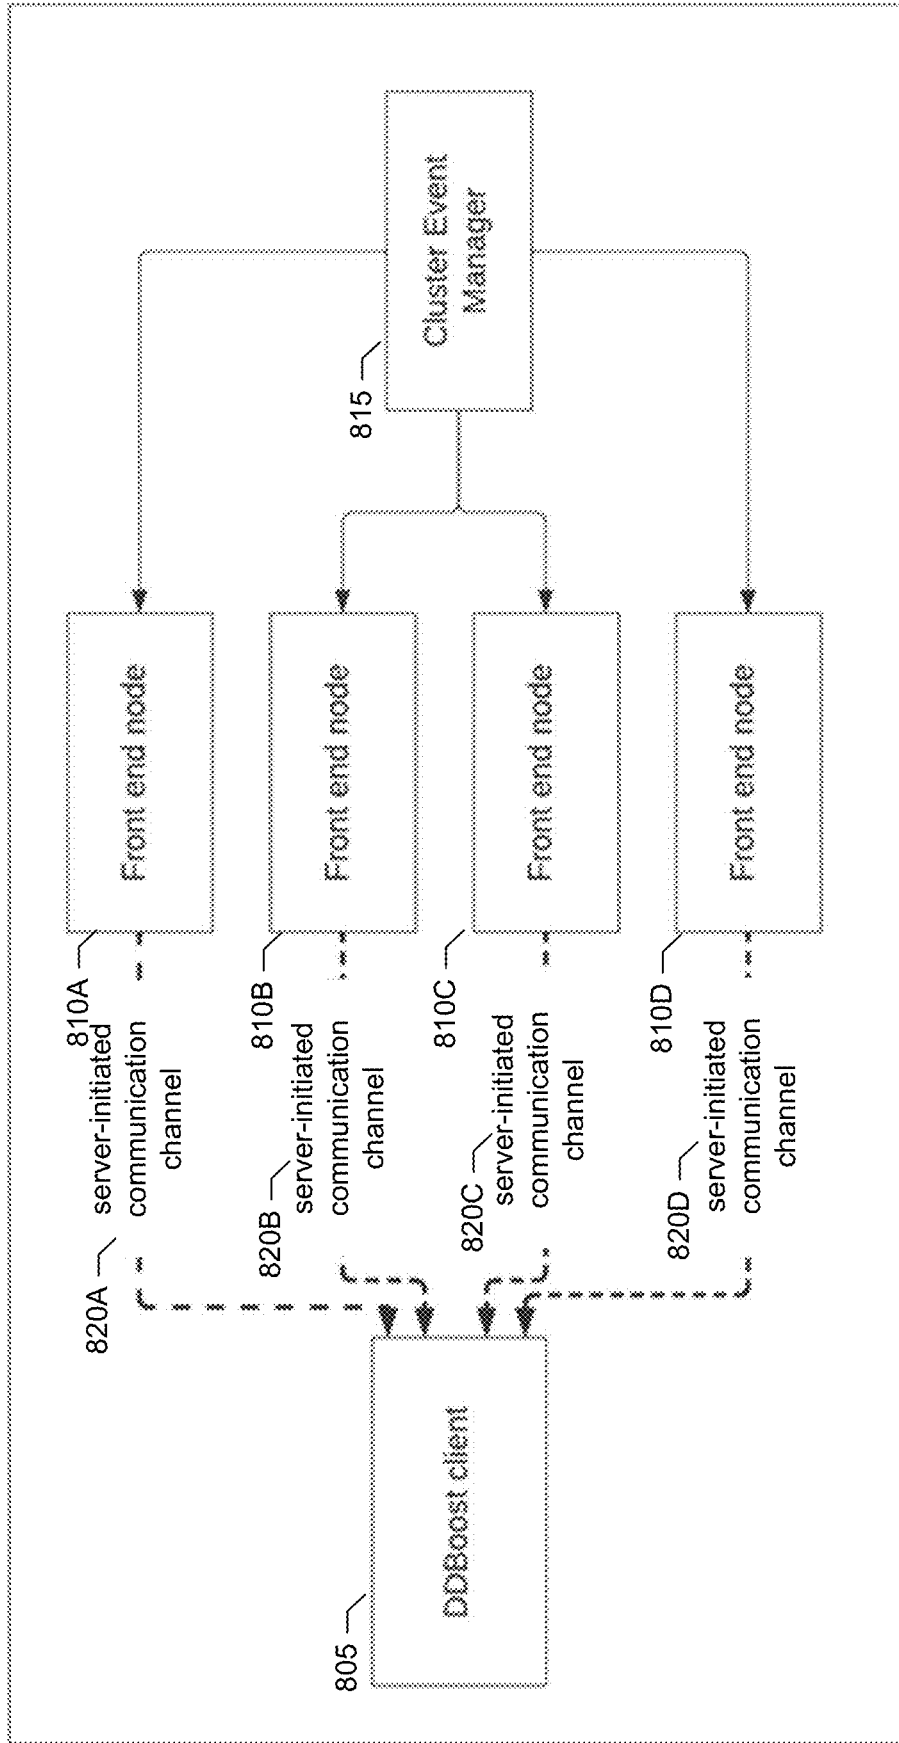 820A
server-initiated
communication
channel
810A
Front end node
820B
server-initiated
communication
channel
810B
Front end node
805
DDBoost client
815
Cluster Event
Manager
820C
server-initiated
communication
channel
810C
Front end node
820D
server-initiated
communication
channel
810D
Front end node